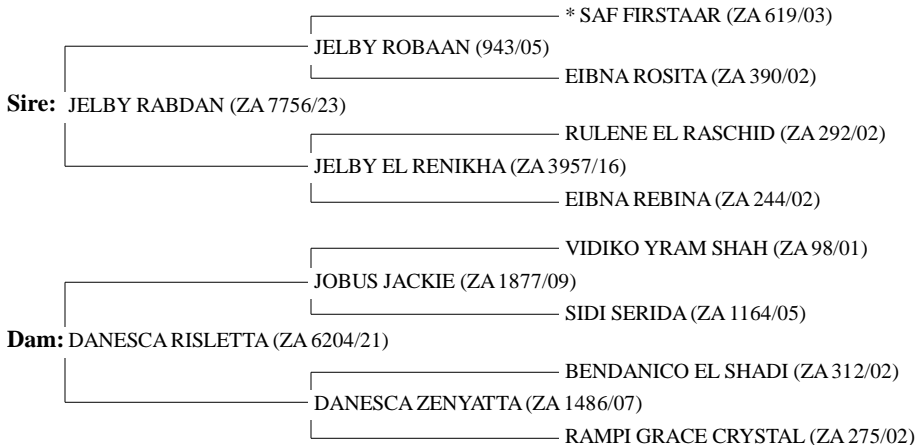 * SAF FIRSTAAR (ZA 619/03)
JELBY ROBAAN (943/05)
EIBNA ROSITA (ZA 390/02)
Sire: JELBY RABDAN (ZA 7756/23)
RULENE EL RASCHID (ZA 292/02)
JELBY EL RENIKHA (ZA 3957/16)
EIBNA REBINA (ZA 244/02)
VIDIKO YRAM SHAH (ZA 98/01)
JOBUS JACKIE (ZA 1877/09)
SIDI SERIDA (ZA 1164/05)
Dam: DANESCA RISLETTA (ZA 6204/21)
BENDANICO EL SHADI (ZA 312/02)
DANESCA ZENYATTA (ZA 1486/07)
RAMPI GRACE CRYSTAL (ZA 275/02)